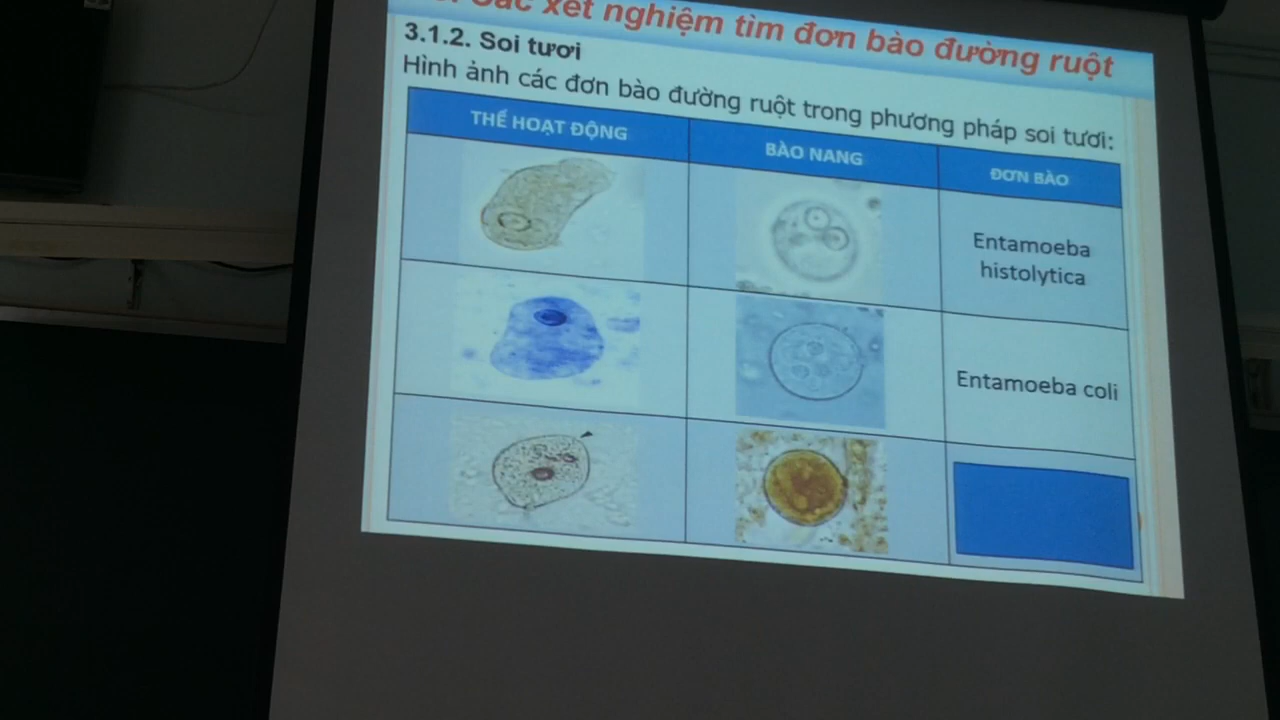 Các xét nghiệm tìm đơn bào đường ruột
3.1.2. Soi tươi
Hình ảnh các đơn bào đường ruột trong phương pháp soi tươi:
THỂ HOẠT ĐỘNG
BÀO NANG
ĐƠN BÀO
Entamoeba
histolytica
Entamoeba coli